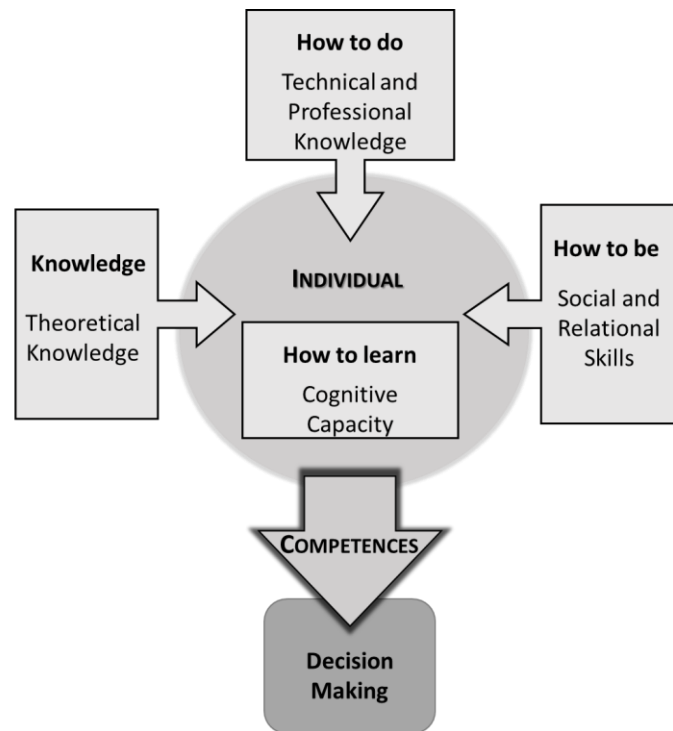 How to do
Technical and
Professional
Knowledge
Knowledge
Theoretical
Knowledge
INDIVIDUAL
How to be
Social and
Relational
Skills
How to learn
Cognitive
Capacity
COMPETENCES
Decision
Making